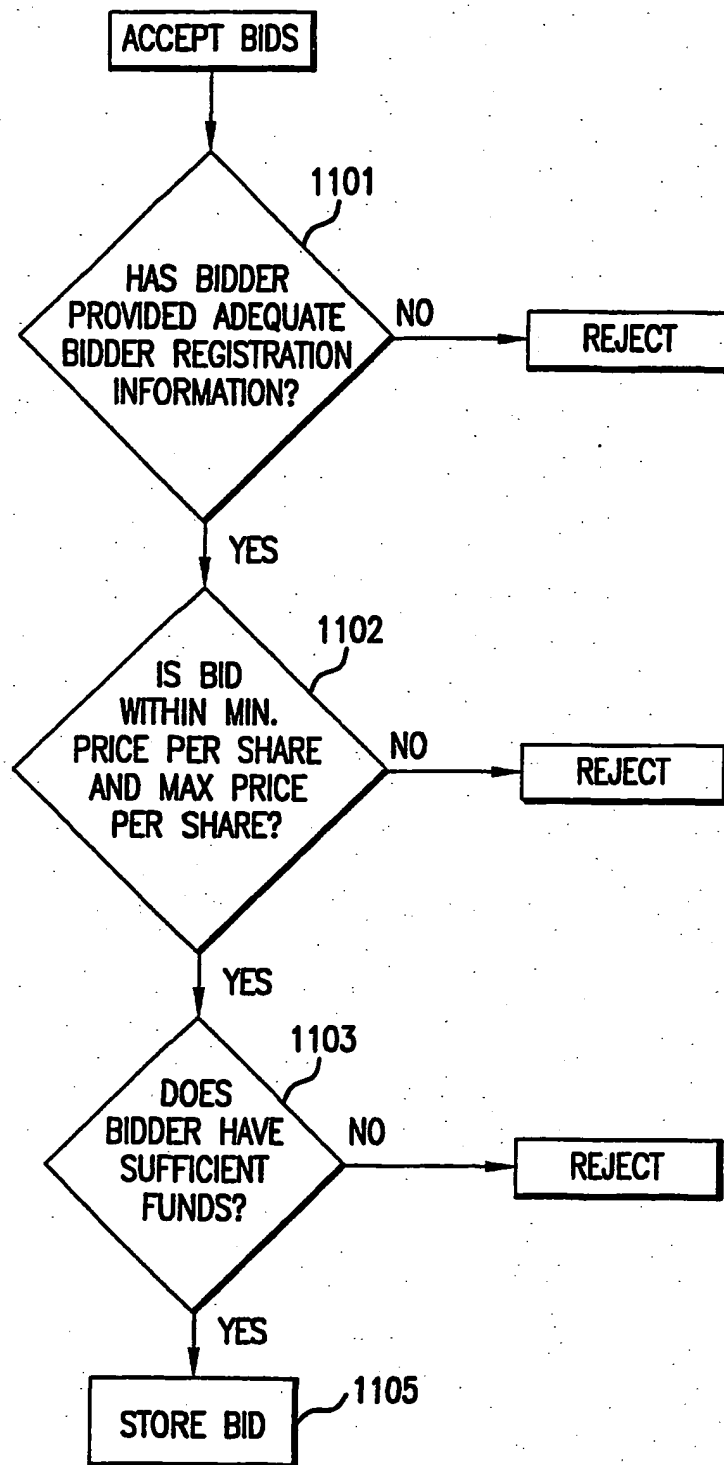 ACCEPT BIDS
1101
HAS BIDDER
PROVIDED ADEQUATE
BIDDER REGISTRATION
INFORMATION?
NO
REJECT
YES
1102
IS BID
WITHIN MIN.
PRICE PER SHARE
AND MAX PRICE
PER SHARE?
NO
REJECT
YES
1103
DOES
BIDDER HAVE
SUFFICIENT
FUNDS?
NO
REJECT
YES
STORE BID
1105